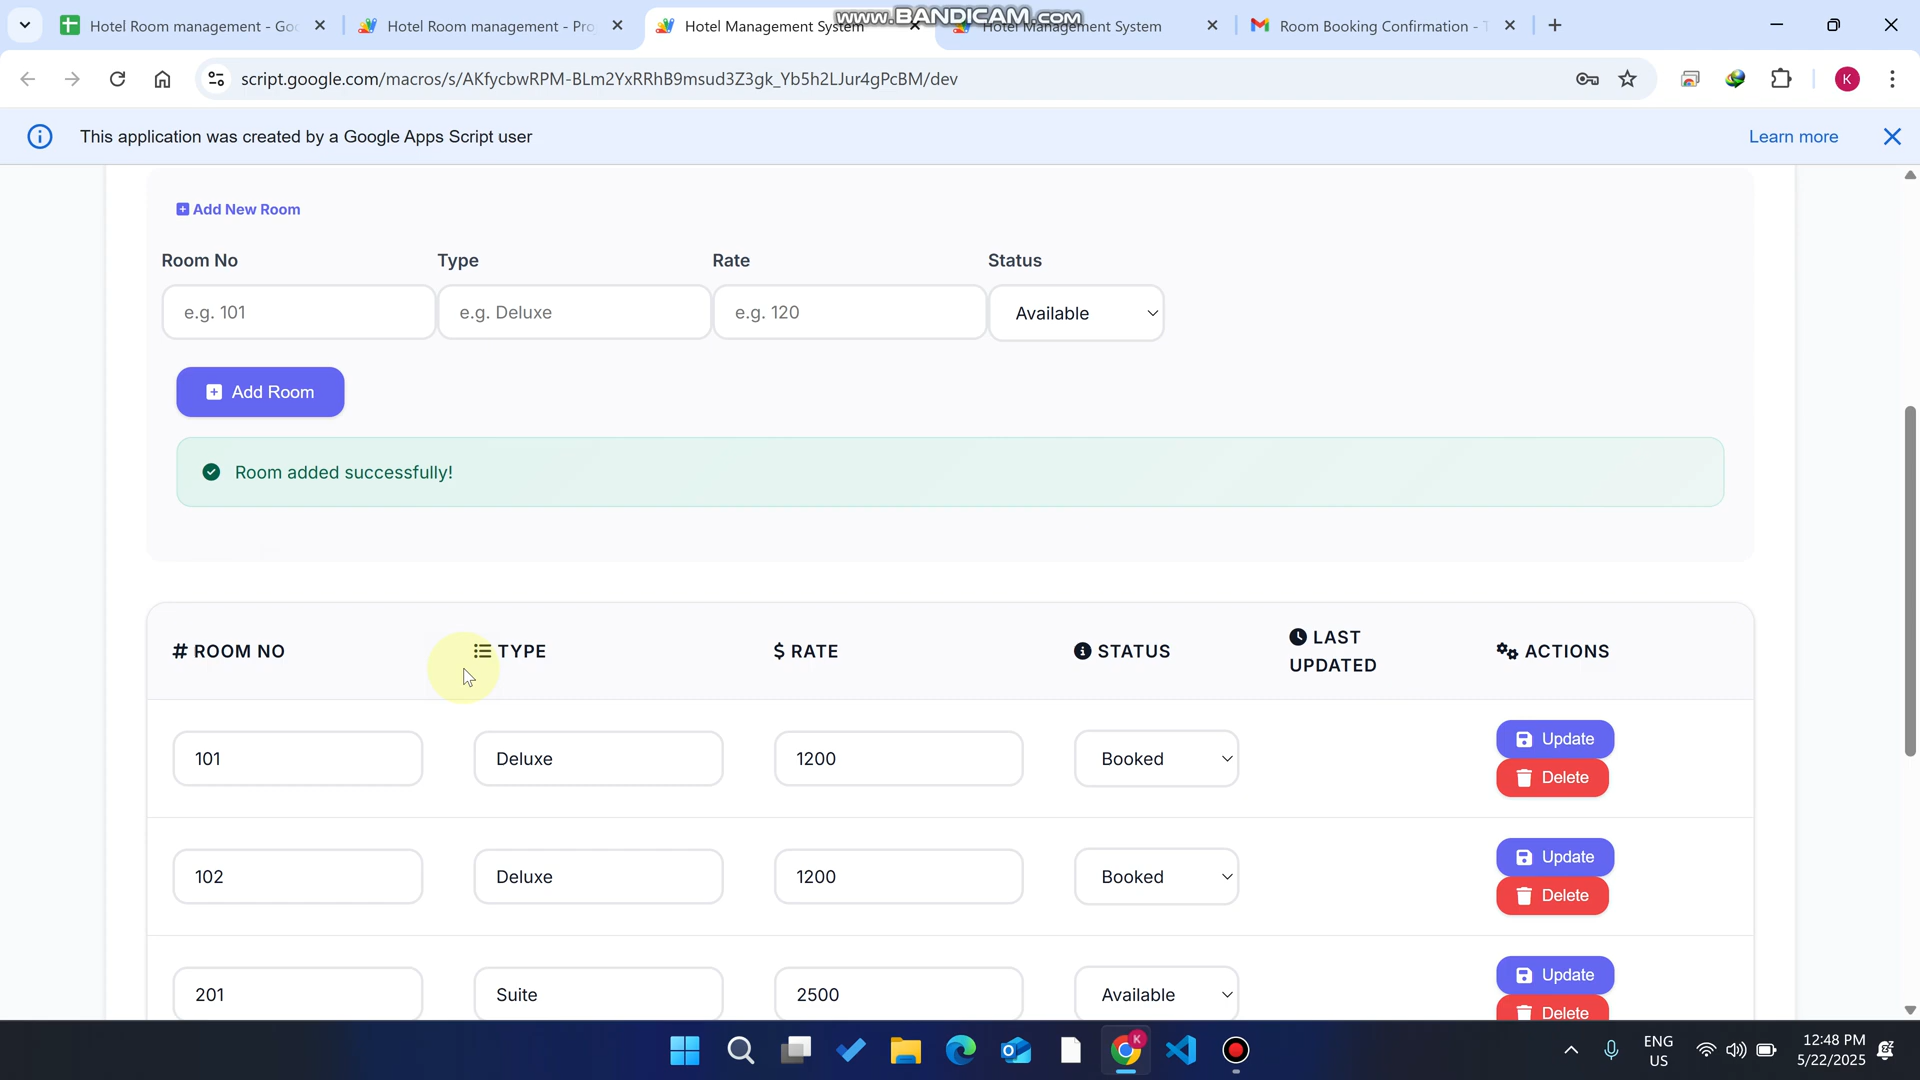 www.BANDICAM.com
Hotel Room management - Goo
Hotel Room management - Pro
Hotel Management System
Hotel Management System
Room Booking Confirmation - T
script.google.com/macros/s/AKfycbwRPM-BLm2YxRRhB9msud3Z3gk_Yb5h2LJur4gPcBM/dev
K
This application was created by a Google Apps Script user
Learn more
Add New Room
Room No
Type
Rate
Status
e.g. 101
e.g. Deluxe
e.g. 120
Available
Add Room
Room added successfully!
# ROOM NO
TYPE
$ RATE
STATUS
LAST
UPDATED
ACTIONS
101
Deluxe
1200
Booked
Update
Delete
102
Deluxe
1200
Booked
Update
Delete
201
Suite
2500
Available
Update
Delete
K
ENG
US
12:48 PM
5/22/2025